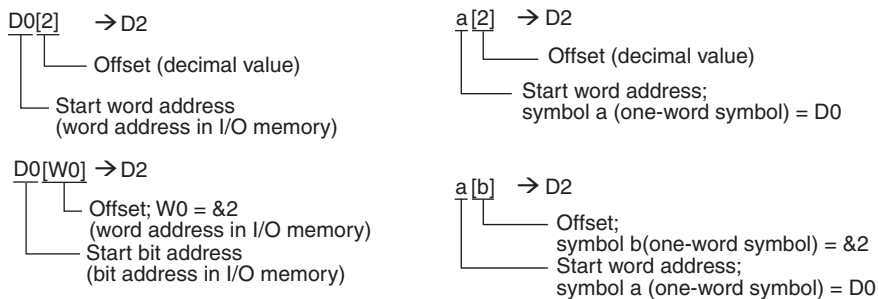 D0[2] → D2
Offset (decimal value)
Start word address
(word address in I/O memory)
D0[W0] → D2
Offset; W0 = &2
(word address in I/O memory)
Start bit address
(bit address in I/O memory)
a [2] → D2
Offset (decimal value)
Start word address;
symbol a (one-word symbol) = D0
a [b] → D2
Offset;
symbol b(one-word symbol) = &2
Start word address;
symbol a (one-word symbol) = D0